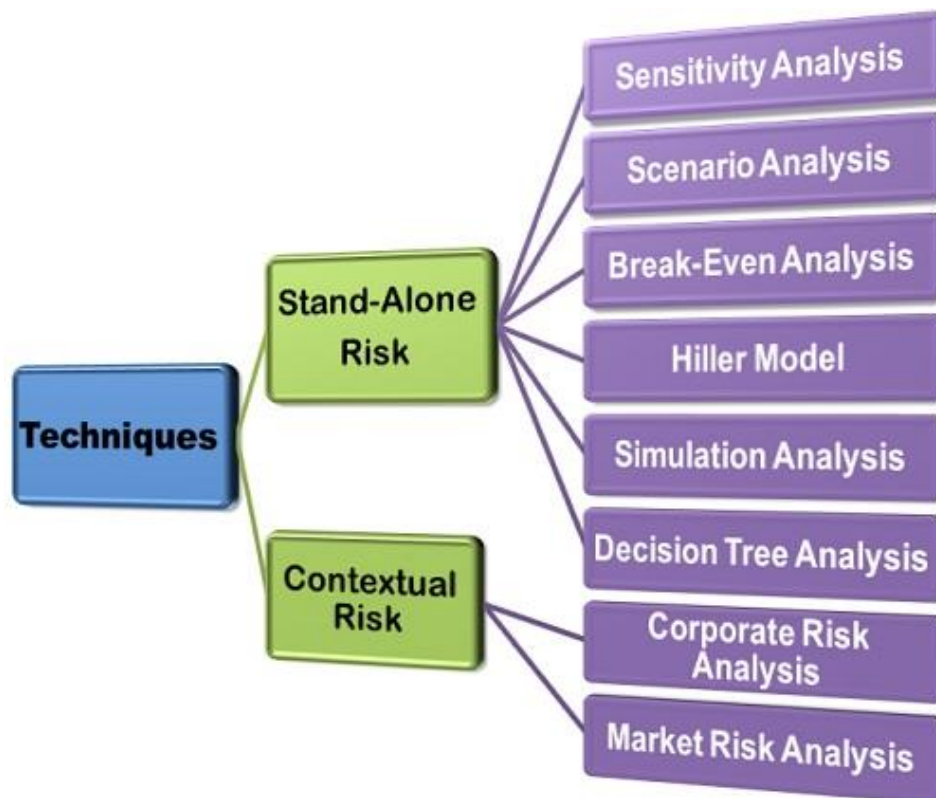 Techniques
Stand-Alone
Risk
Contextual
Risk
Sensitivity Analysis
Scenario Analysis
Break-Even Analysis
Hiller Model
Simulation Analysis
Decision Tree Analysis
Corporate Risk
Analysis
Market Risk Analysis